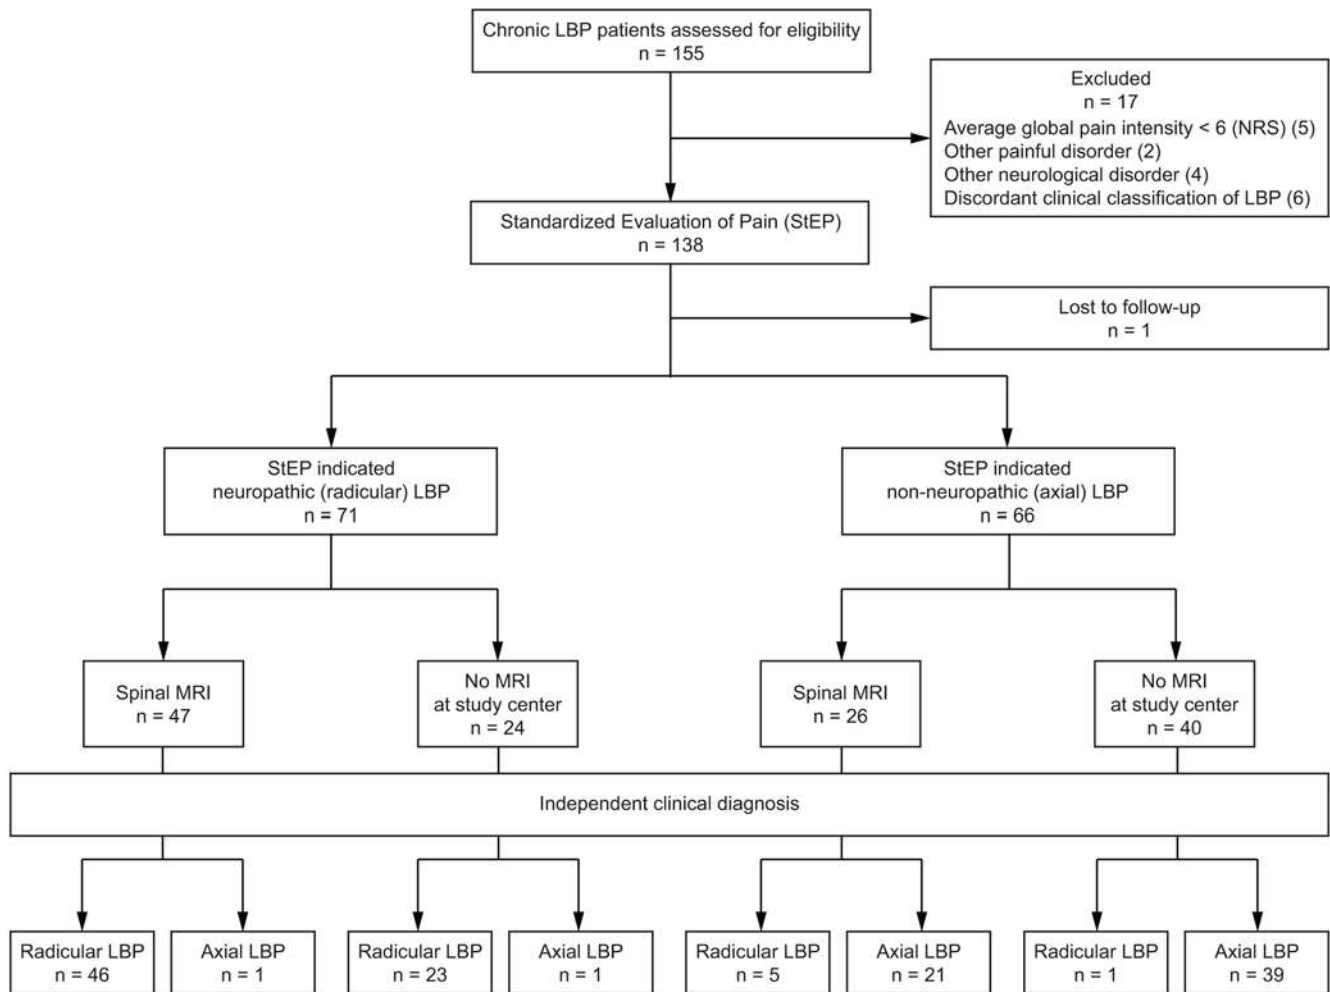 Chronic LBP patients assessed for eligibility
n = 155
Excluded
n = 17
Average global pain intensity < 6 (NRS) (5)
Other painful disorder (2)
Other neurological disorder (4)
Discordant clinical classification of LBP (6)
Standardized Evaluation of Pain (StEP)
n = 138
Lost to follow-up
n = 1
StEP indicated
neuropathic (radicular) LBP
n = 71
StEP indicated
non-neuropathic (axial) LBP
n = 66
Spinal MRI
n = 47
No MRI
at study center
n = 24
Spinal MRI
n = 26
No MRI
at study center
n = 40
Independent clinical diagnosis
Radicular LBP
n = 46
Axial LBP
n = 1
Radicular LBP
n = 23
Axial LBP
n = 1
Radicular LBP
n = 5
Axial LBP
n = 21
Radicular LBP
n = 1
Axial LBP
n = 39